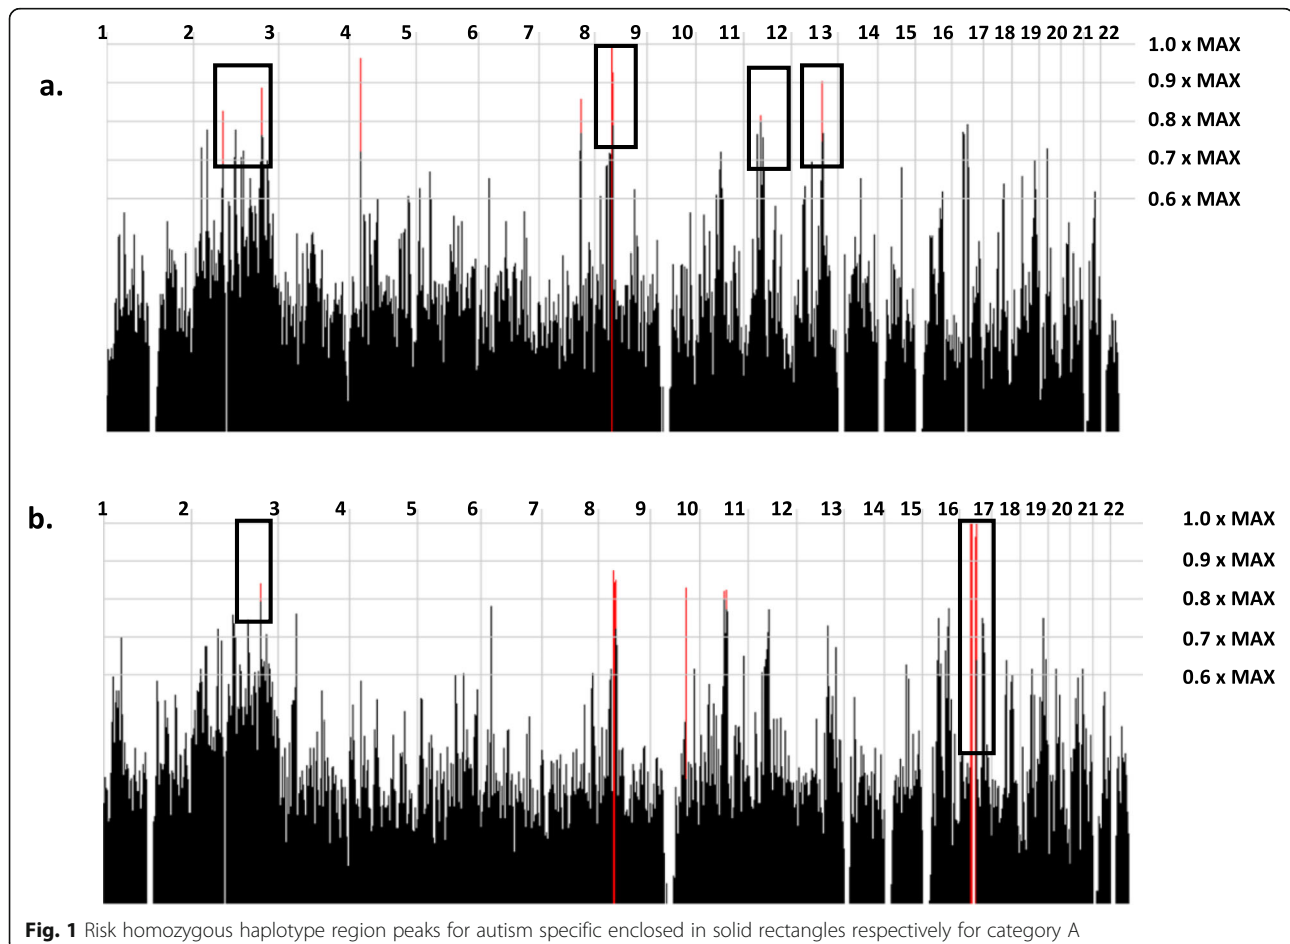 1 2 3 4 5 6 7 8 9 10 11 12 13 14 15 16 17 18 19 20 21 22
1.0 x MAX
a.
0.9 x MAX
0.8 x MAX
0.7 x MAX
0.6 x MAX
1 2 3 4 5 6 7 8 9 10 11 12 13 14 15 16 17 18 19 20 21 22
b.
1.0 x MAX
0.9 x MAX
0.8 x MAX
0.7 x MAX
0.6 x MAX
Fig. 1 Risk homozygous haplotype region peaks for autism specific enclosed in solid rectangles respectively for category A